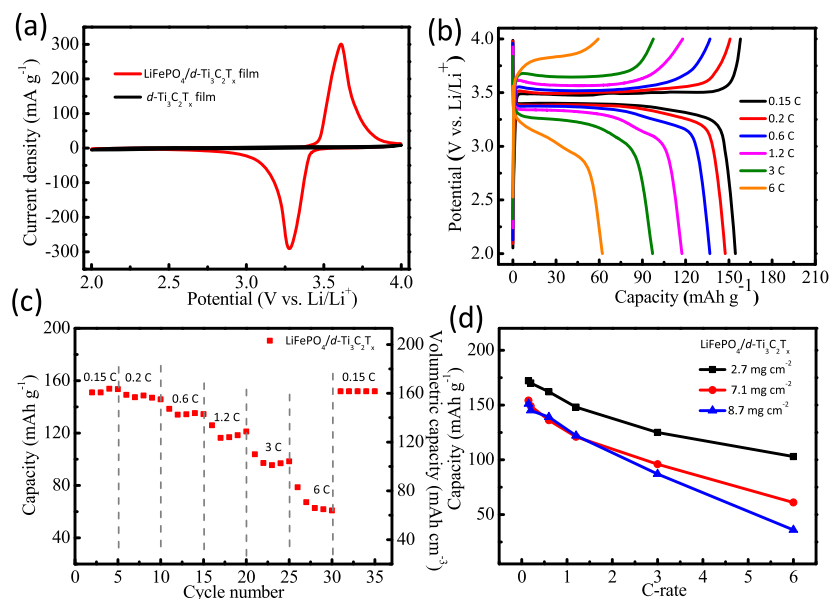 (a)
300
200
100
0
-100
-200
-300
Current density (mA g⁻¹)
LiFePO₄/d-Ti₃C₂Tₓ film
d-Ti₃C₂Tₓ film
2.0 2.5 3.0 3.5 4.0
Potential (V vs. Li/Li⁺)
(b)
4.0
3.5
3.0
2.5
2.0
Potential (V vs. Li/Li⁺)
0.15 C
0.2 C
0.6 C
1.2 C
3 C
6 C
0 30 60 90 120 150 180 210
Capacity (mAh g⁻¹)
(c)
200
160
120
80
40
Capacity (mAh g⁻¹)
LiFePO₄/d-Ti₃C₂Tₓ
0.15 C
0.2 C
0.6 C
1.2 C
3 C
6 C
0.15 C
200
160
120
80
40
Volumetric capacity (mAh cm⁻³)
0 5 10 15 20 25 30 35
Cycle number
(d)
200
150
100
50
Capacity (mAh g⁻¹)
LiFePO₄/d-Ti₃C₂Tₓ
2.7 mg cm⁻²
7.1 mg cm⁻²
8.7 mg cm⁻²
0 1 2 3 4 5 6
C-rate